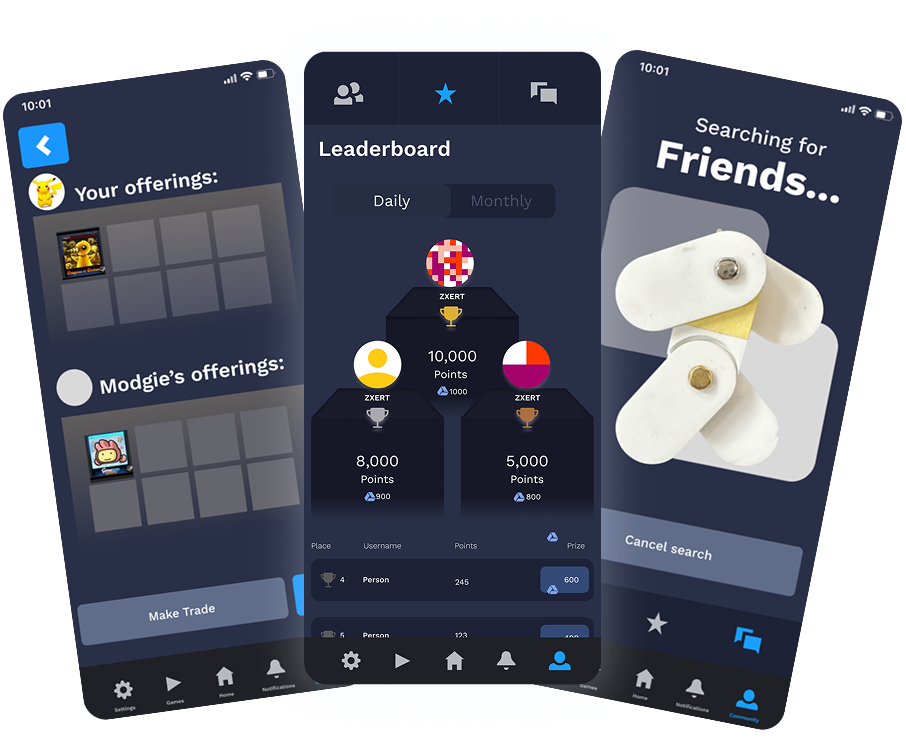 10:01
Your offerings:
Modgie's offerings:
Make Trade
Settings
Games
Home
Notifications
Leaderboard
Daily
Monthly
ZXERT
10,000
Points
1000
ZXERT
8,000
Points
900
ZXERT
5,000
Points
800
Place
Username
Points
Prize
4
Person
245
600
5
Person
123
10:01
Searching for
Friends...
Cancel search
Games
Home
Notifications
Community